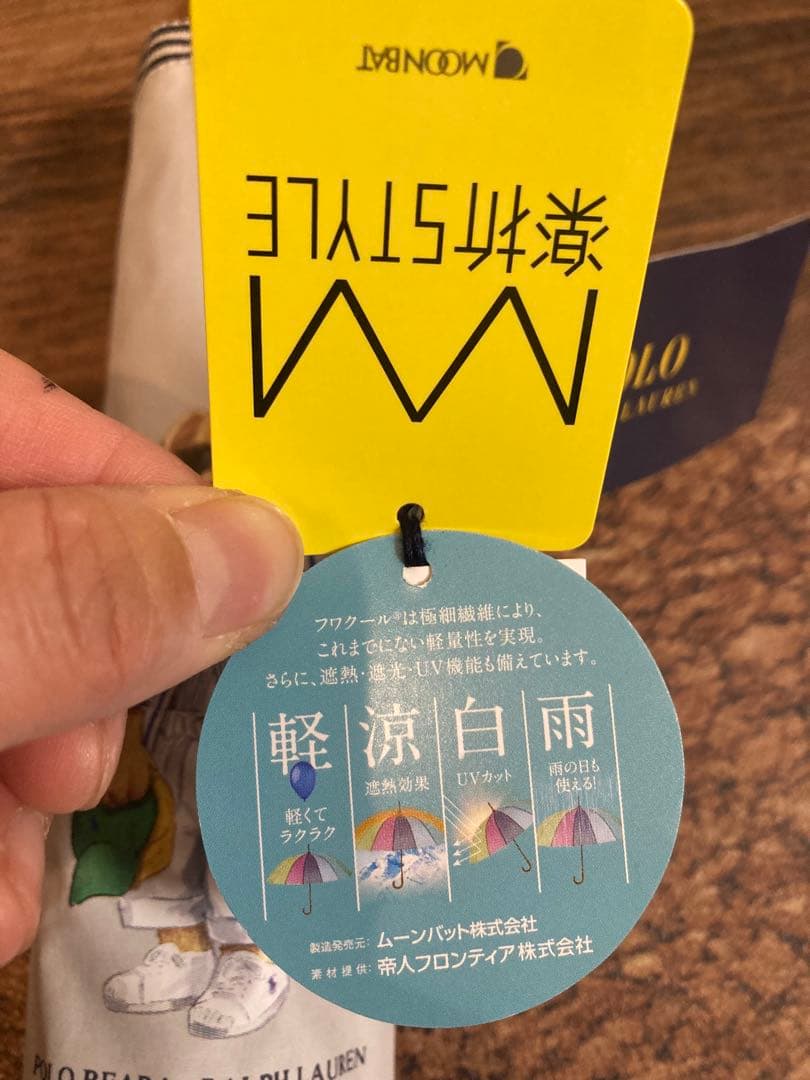 MOONBAT
楽折STYLE
POLO
LAUREN
フワクール®は極細繊維により、
これまでにない軽量性を実現。
さらに、遮熱・遮光・UV機能も備えています。
軽
軽くて
ラクラク
涼
遮熱効果
白
UVカット
雨
雨の日も
使える!
製造発売元: ムーンバット株式会社
素材提供: 帝人フロンティア株式会社
POLO BEAR RALPH LAUREN